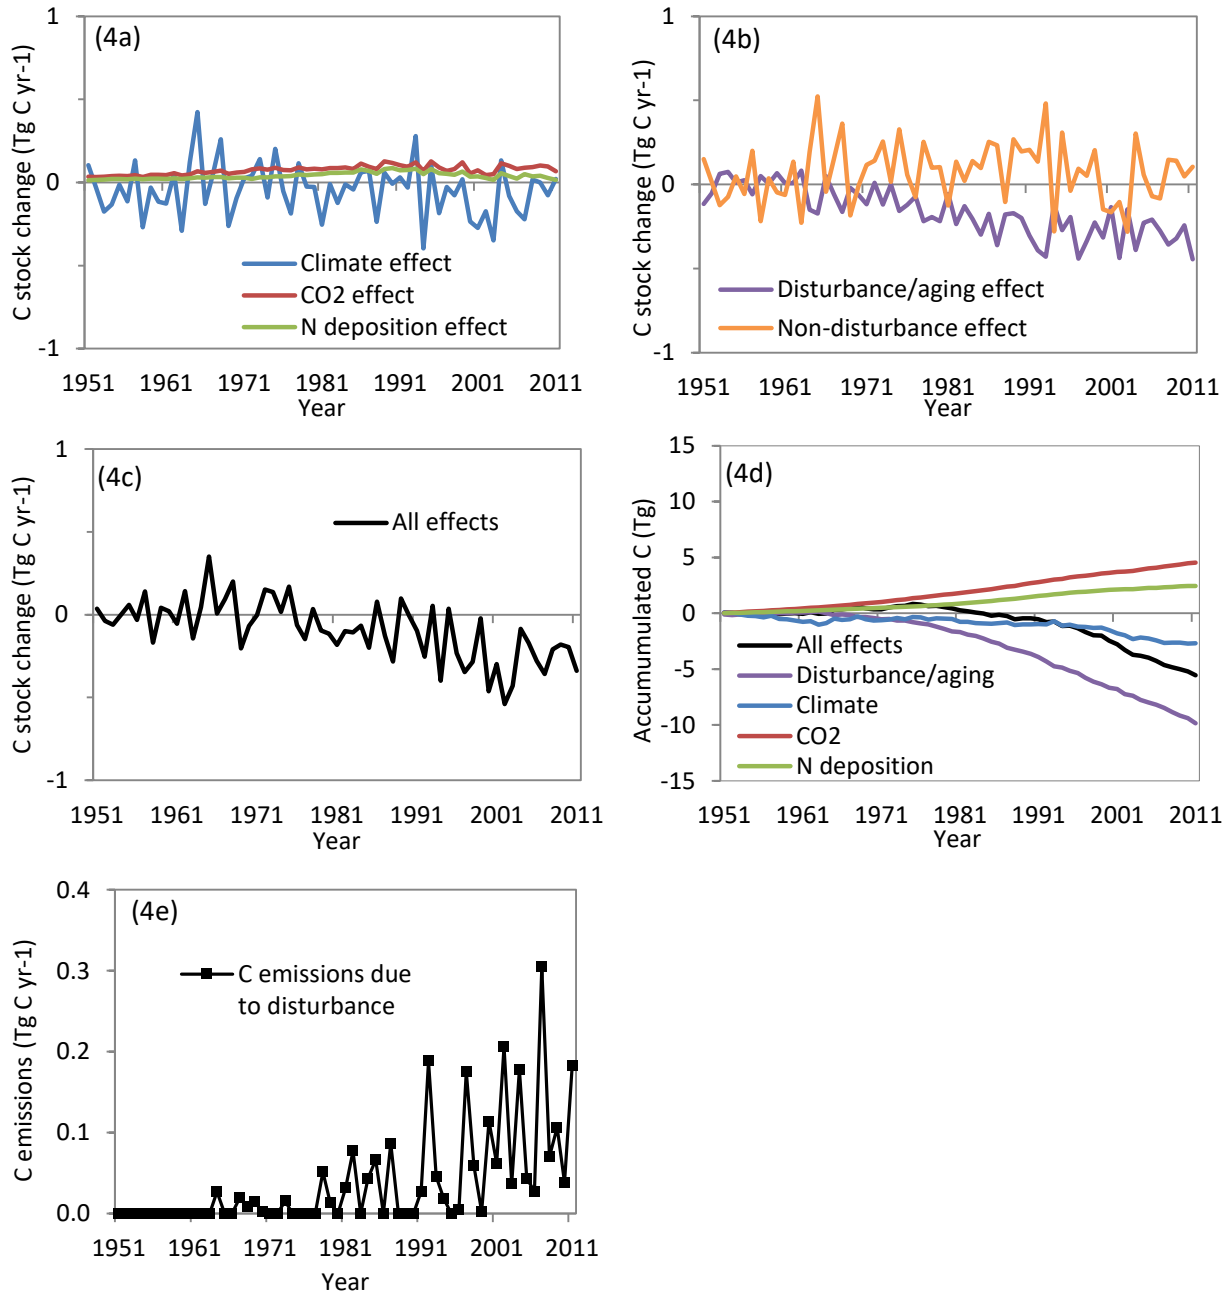 (4a)
C stock change (Tg C yr-1)
1
0
-1
Climate effect
CO2 effect
N deposition effect
1951 1961 1971 1981 1991 2001 2011
Year
(4b)
C stock change (Tg C yr-1)
1
0
-1
Disturbance/aging effect
Non-disturbance effect
1951 1961 1971 1981 1991 2001 2011
Year
(4c)
C stock change (Tg C yr-1)
1
0
-1
All effects
1951 1961 1971 1981 1991 2001 2011
Year
(4d)
Accumumulated C (Tg)
15
10
5
0
-5
-10
-15
All effects
Disturbance/aging
Climate
CO2
N deposition
1951 1961 1971 1981 1991 2001 2011
Year
(4e)
C emissions (Tg C yr-1)
0.4
0.3
0.2
0.1
0.0
C emissions due
to disturbance
1951 1961 1971 1981 1991 2001 2011
Year